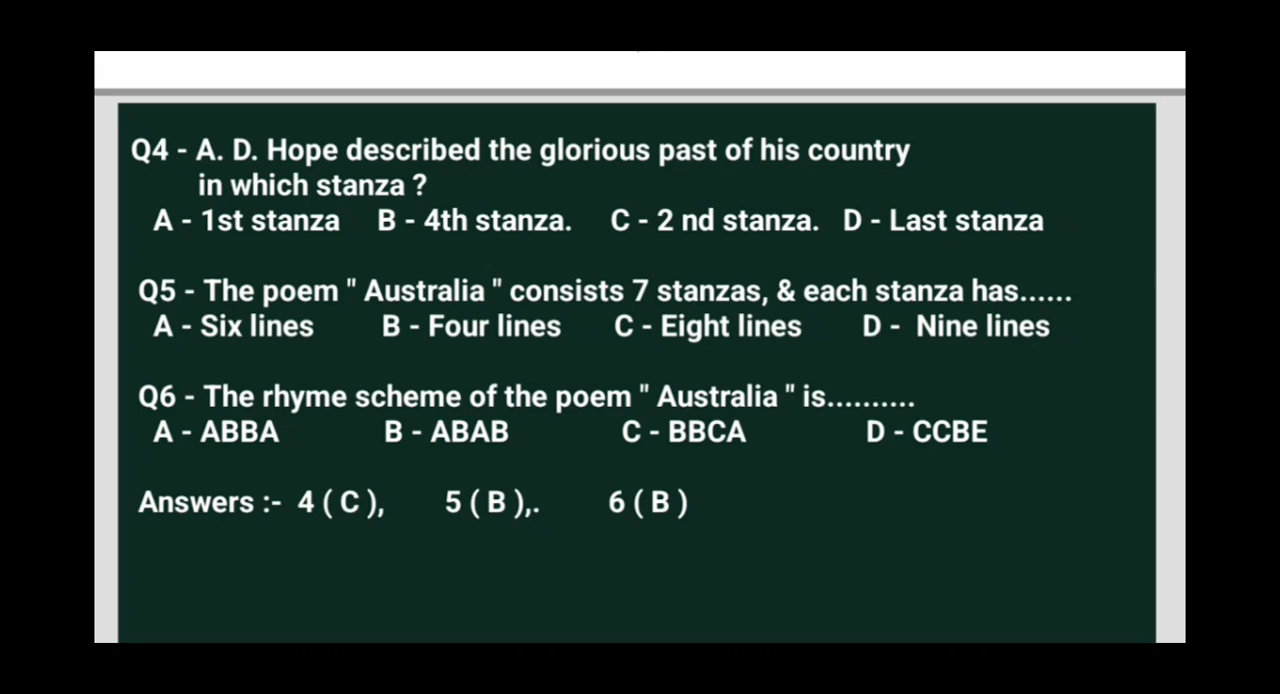 Q4 - A. D. Hope described the glorious past of his country
in which stanza ?
A - 1st stanza B - 4th stanza. C - 2 nd stanza. D - Last stanza
Q5 - The poem " Australia " consists 7 stanzas, & each stanza has......
A - Six lines B - Four lines C - Eight lines D - Nine lines
Q6 - The rhyme scheme of the poem " Australia " is..........
A - ABBA B - ABAB C - BBCA D - CCBE
Answers :- 4 ( C ), 5 ( B ),. 6 ( B )